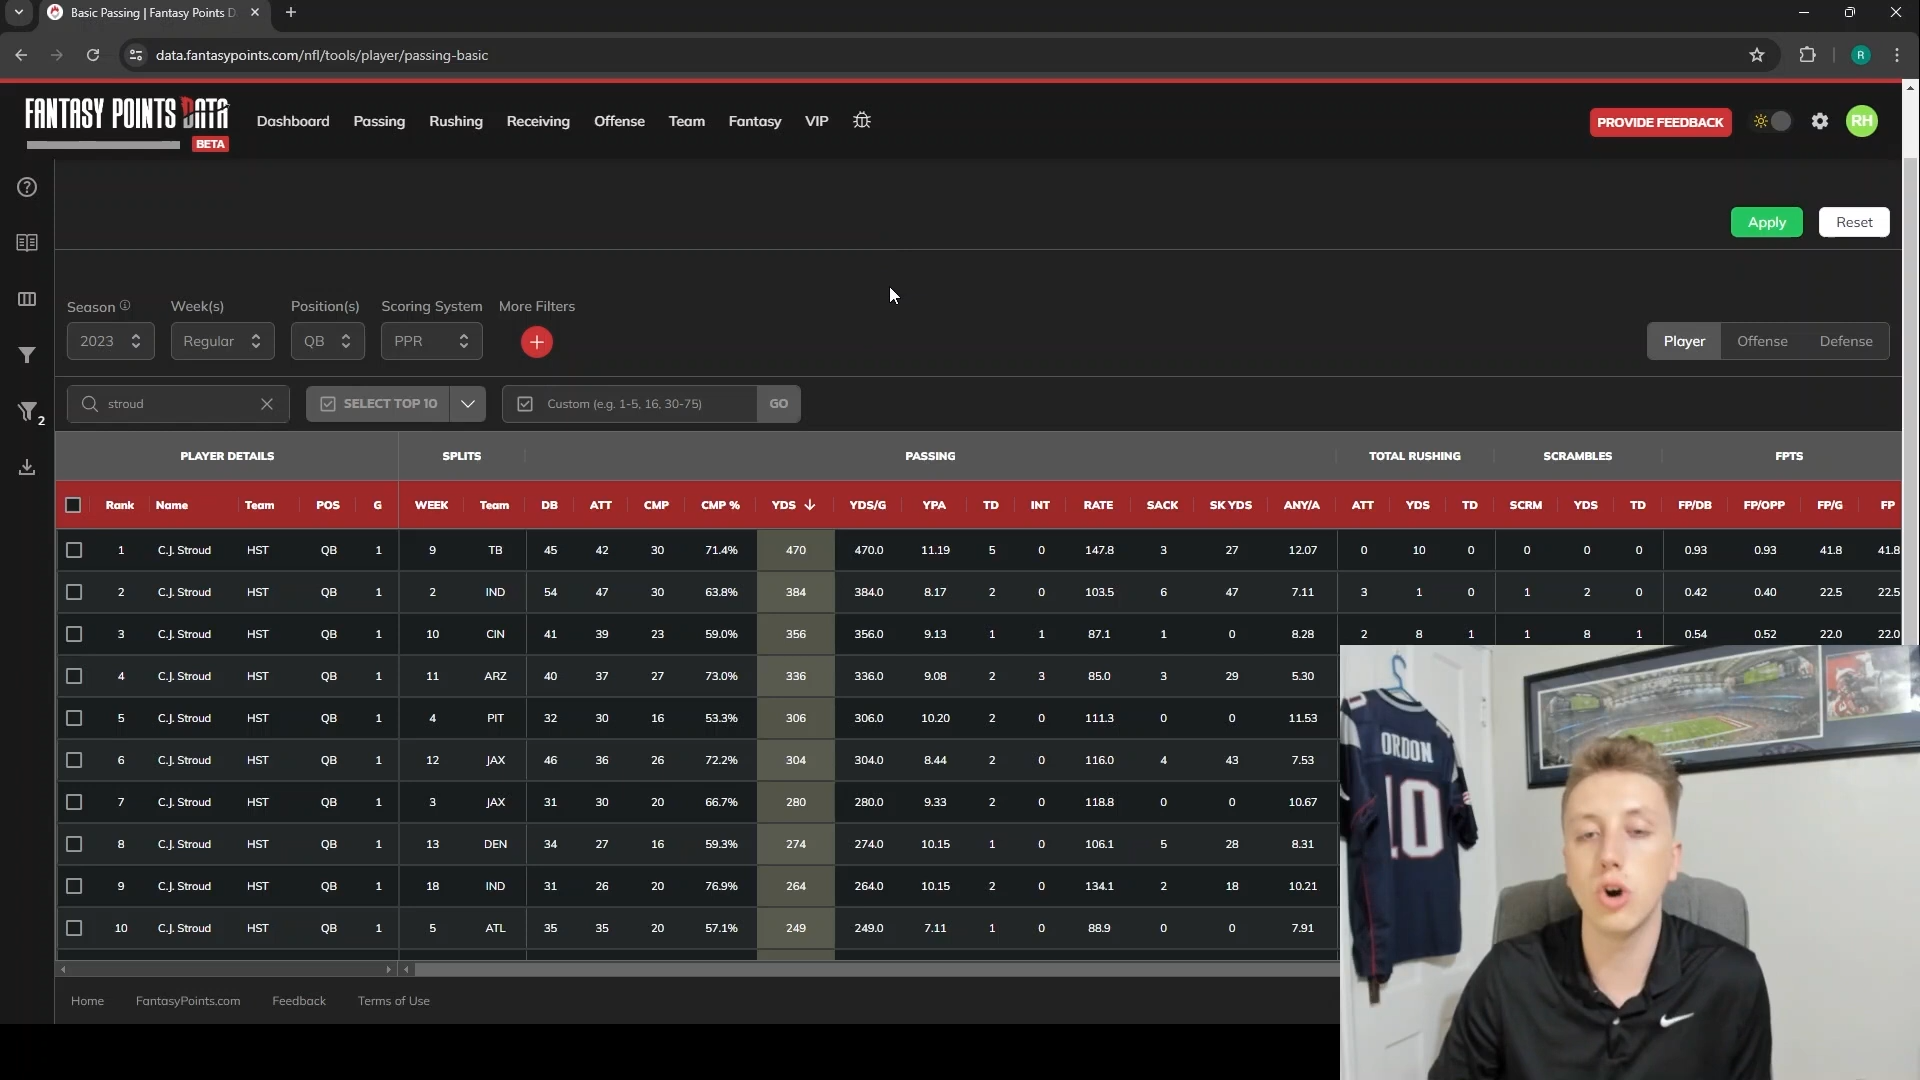 Basic Passing | Fantasy Points D
data.fantasypoints.com/nfl/tools/player/passing-basic
R
FANTASY POINTS DATA
BETA
Dashboard Passing Rushing Receiving Offense Team Fantasy VIP
PROVIDE FEEDBACK
RH
Apply Reset
Season Week(s) Position(s) Scoring System More Filters
2023 Regular QB PPR
Player Offense Defense
stroud SELECT TOP 10 Custom (e.g. 1-5, 16, 30-75) GO
2
PLAYER DETAILS SPLITS PASSING TOTAL RUSHING SCRAMBLES FPTS
Rank Name Team POS G WEEK Team DB ATT CMP CMP % YDS YDS/G YPA TD INT RATE SACK SK YDS ANY/A ATT YDS TD SCRM YDS TD FP/DB FP/OPP FP/G FP
1 C.J. Stroud HST QB 1 9 TB 45 42 30 71.4% 470 470.0 11.19 5 0 147.8 3 27 12.07 0 10 0 0 0 0 0.93 0.93 41.8 41.8
2 C.J. Stroud HST QB 1 2 IND 54 47 30 63.8% 384 384.0 8.17 2 0 103.5 6 47 7.11 3 1 0 1 2 0 0.42 0.40 22.5 22.5
3 C.J. Stroud HST QB 1 10 CIN 41 39 23 59.0% 356 356.0 9.13 1 1 87.1 1 0 8.28 2 8 1 1 8 1 0.54 0.52 22.0 22.0
4 C.J. Stroud HST QB 1 11 ARZ 40 37 27 73.0% 336 336.0 9.08 2 3 85.0 3 29 5.30
5 C.J. Stroud HST QB 1 4 PIT 32 30 16 53.3% 306 306.0 10.20 2 0 111.3 0 0 11.53
6 C.J. Stroud HST QB 1 12 JAX 46 36 26 72.2% 304 304.0 8.44 2 0 116.0 4 43 7.53
7 C.J. Stroud HST QB 1 3 JAX 31 30 20 66.7% 280 280.0 9.33 2 0 118.8 0 0 10.67
8 C.J. Stroud HST QB 1 13 DEN 34 27 16 59.3% 274 274.0 10.15 1 0 106.1 5 28 8.31
9 C.J. Stroud HST QB 1 18 IND 31 26 20 76.9% 264 264.0 10.15 2 0 134.1 2 18 10.21
10 C.J. Stroud HST QB 1 5 ATL 35 35 20 57.1% 249 249.0 7.11 1 0 88.9 0 0 7.91
ORDON
10
Home FantasyPoints.com Feedback Terms of Use